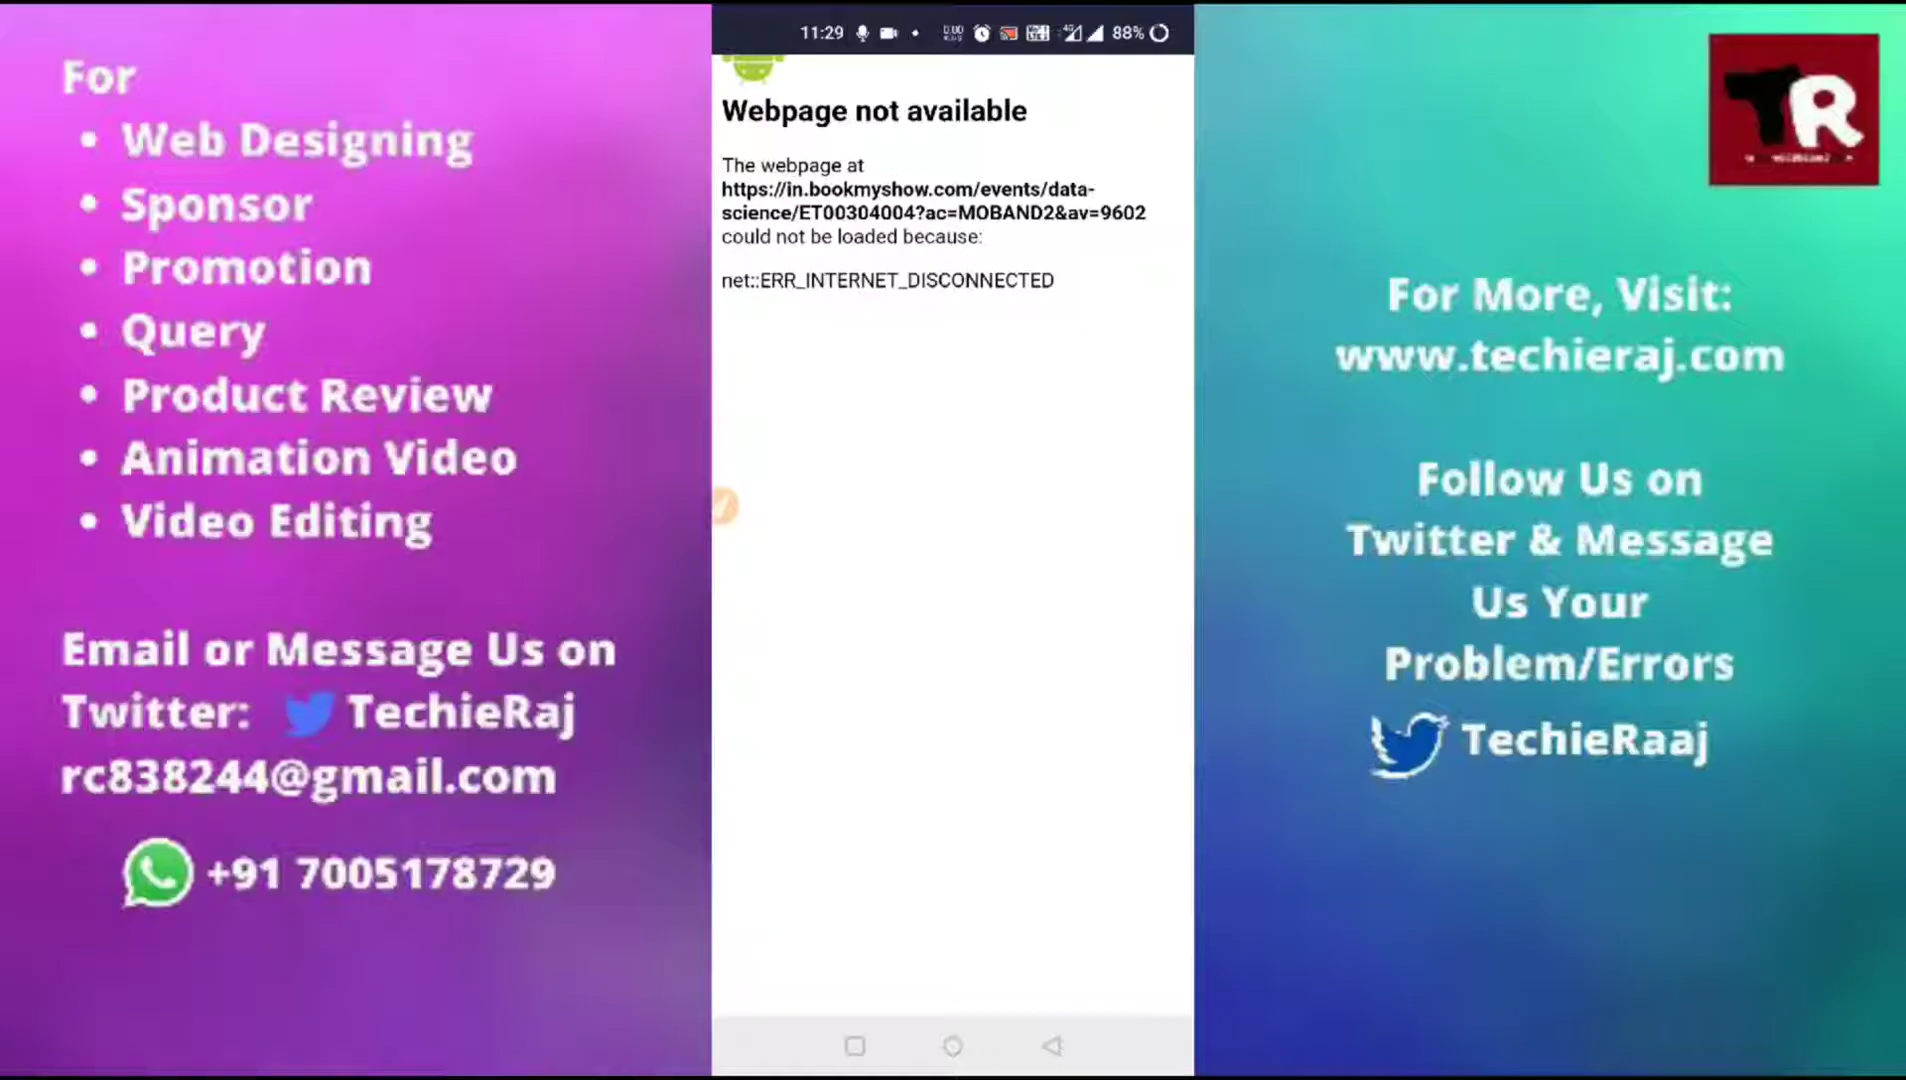 For
• Web Designing
• Sponsor
• Promotion
• Query
• Product Review
• Animation Video
• Video Editing
Email or Message Us on
Twitter: TechieRaj
rc838244@gmail.com
+91 7005178729
11:29 88%
Webpage not available
The webpage at
https://in.bookmyshow.com/events/data-
science/ET00304004?ac=MOBAND2&av=9602
could not be loaded because:
net::ERR_INTERNET_DISCONNECTED
TR
For More, Visit:
www.techieraj.com
Follow Us on
Twitter & Message
Us Your
Problem/Errors
TechieRaaj